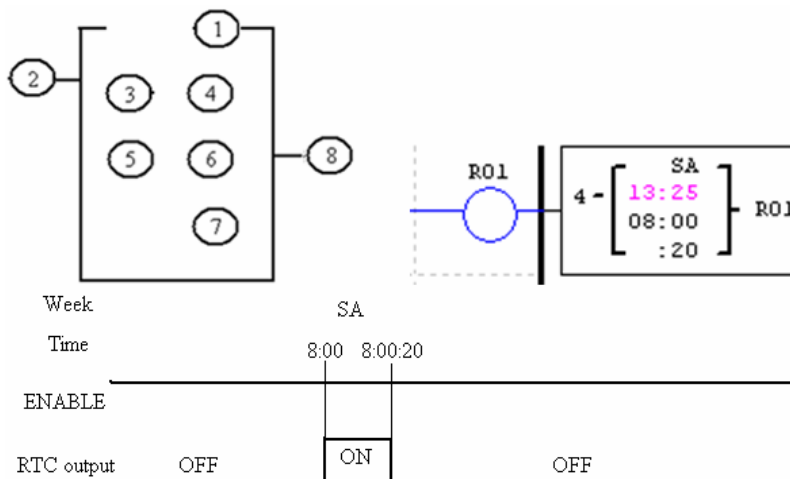 1
2
3 4
5 6 8
7
R01
4 SA
13:25
08:00
:20
R01
Week SA
Time 8:00 8:00:20
ENABLE
RTC output OFF ON OFF